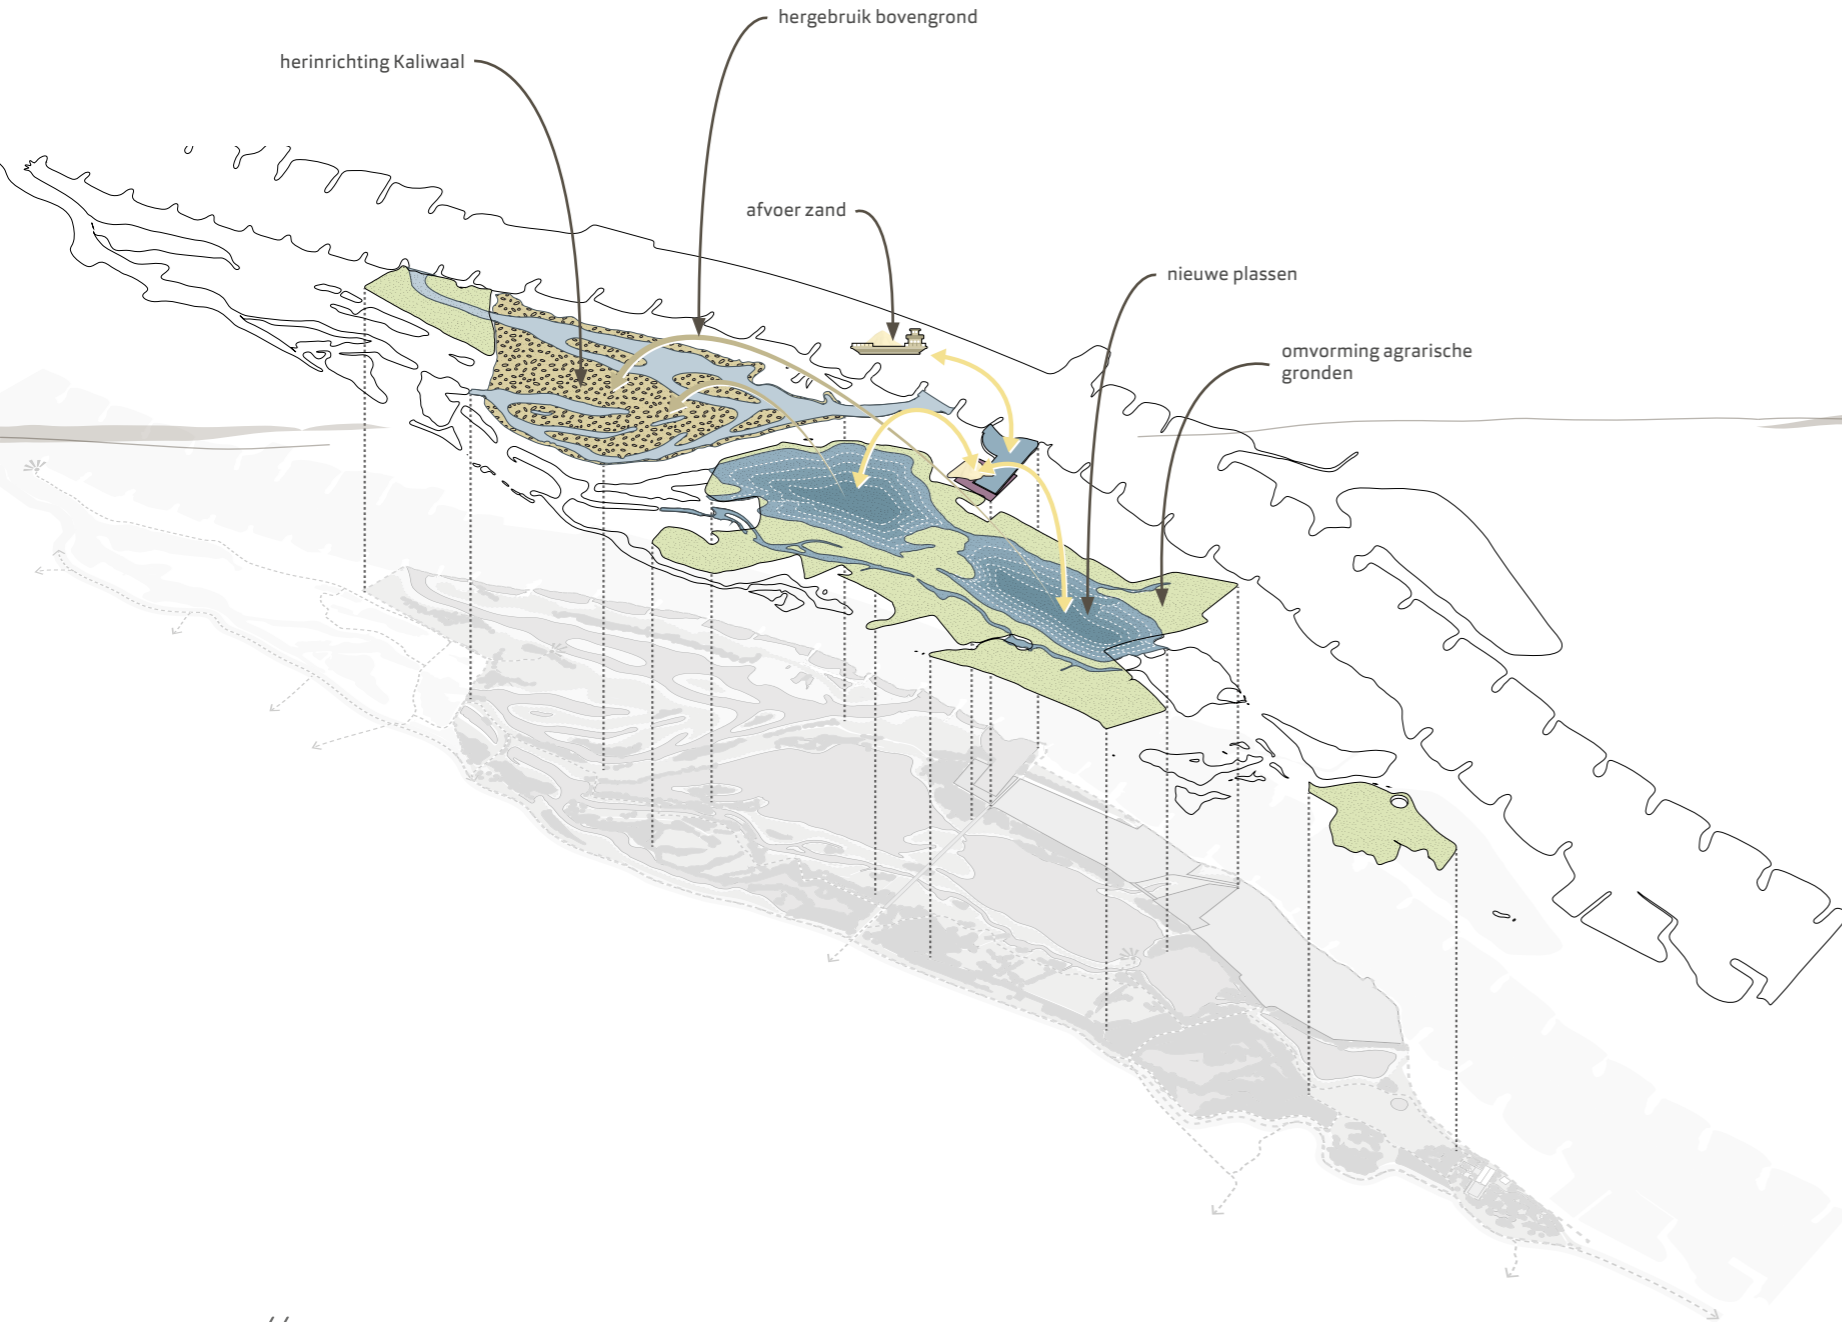 hergebruik bovengrond
herinrichting Kaliwaal
afvoer zand
nieuwe plassen
omvorming agrarische
gronden